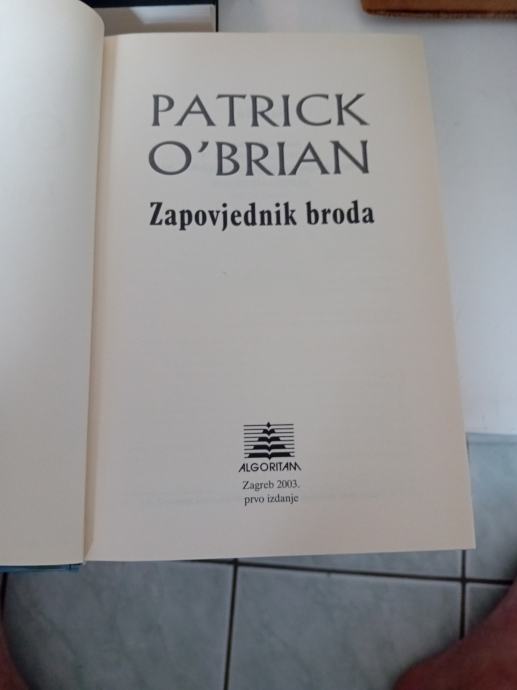 PATRICK
O'BRIAN
Zapovjednik broda
ALGORITAM
Zagreb 2003.
prvo izdanje